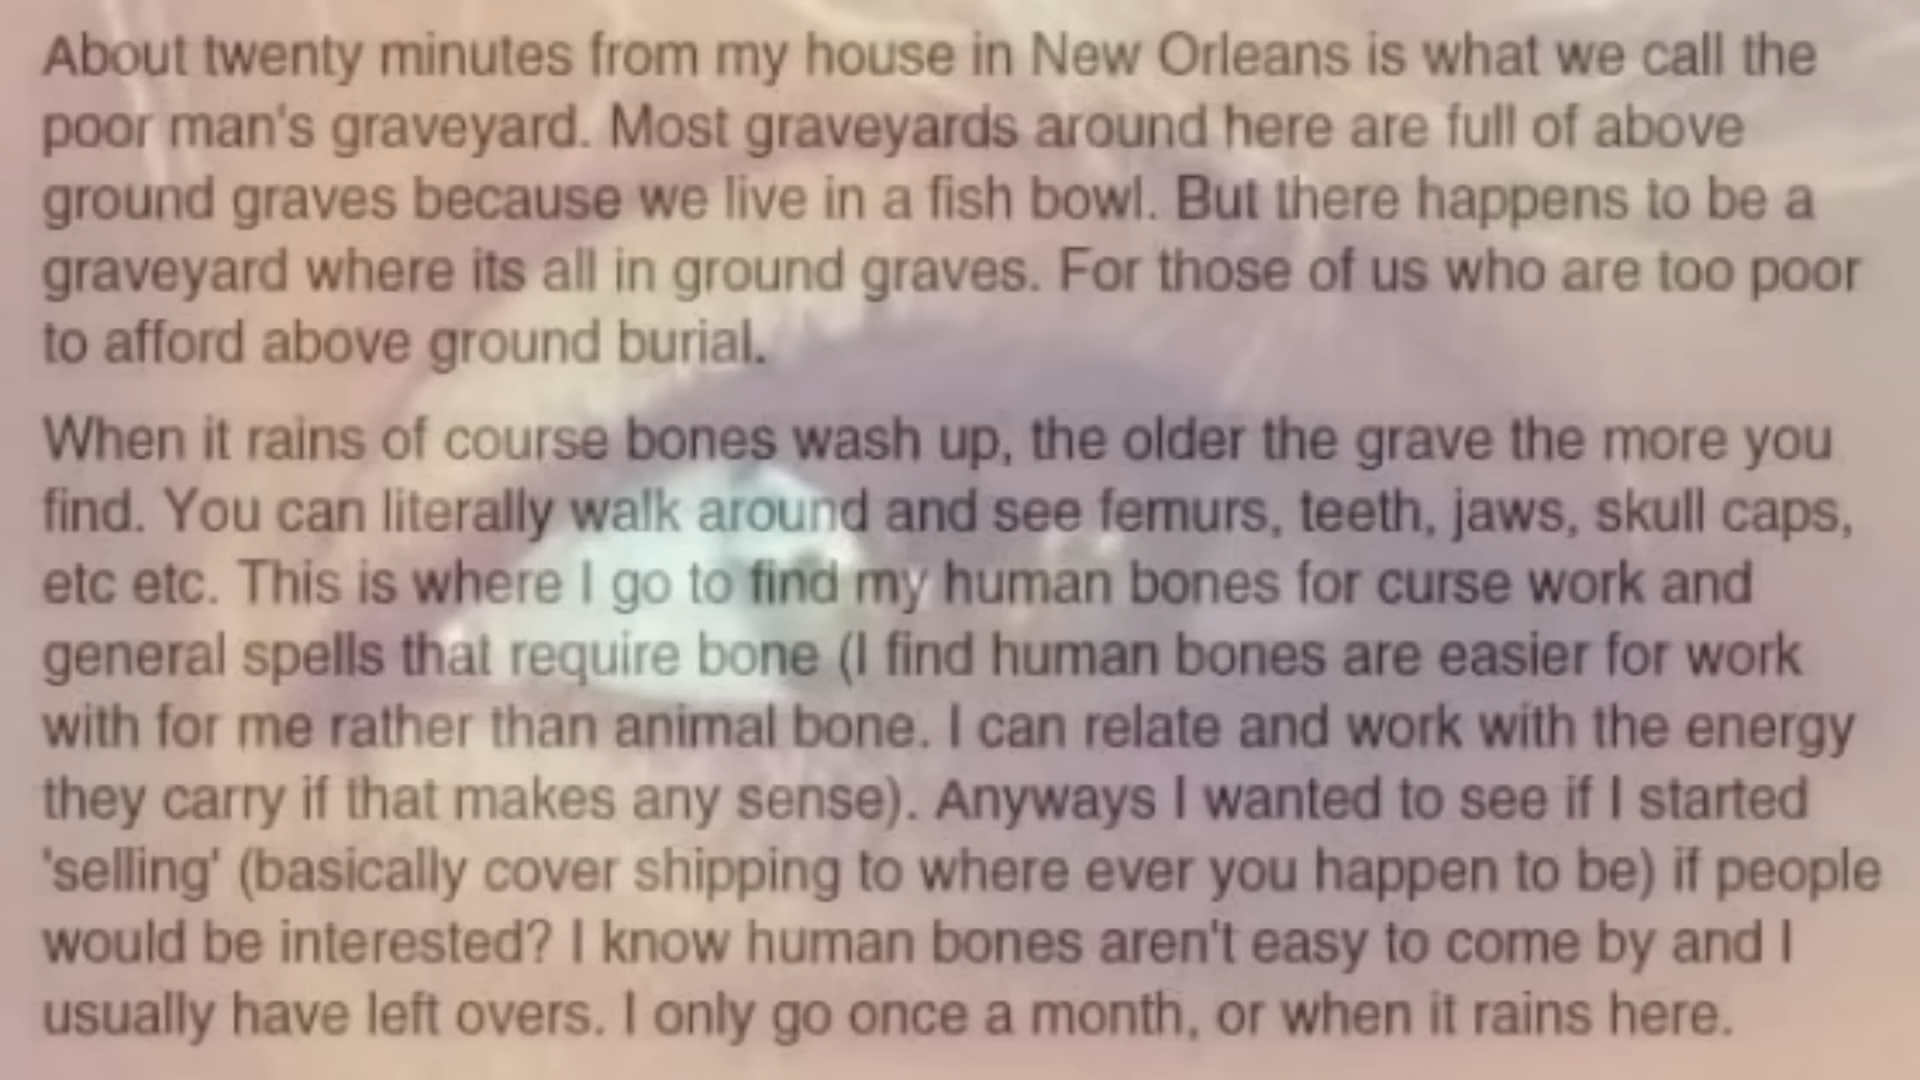 About twenty minutes from my house in New Orleans is what we call the
poor man's graveyard. Most graveyards around here are full of above
ground graves because we live in a fish bowl. But there happens to be a
graveyard where its all in ground graves. For those of us who are too poor
to afford above ground burial.
When it rains of course bones wash up, the older the grave the more you
find. You can literally walk around and see femurs, teeth, jaws, skull caps,
etc etc. This is where I go to find my human bones for curse work and
general spells that require bone (I find human bones are easier for work
with for me rather than animal bone. I can relate and work with the energy
they carry if that makes any sense). Anyways I wanted to see if I started
'selling' (basically cover shipping to where ever you happen to be) if people
would be interested? I know human bones aren't easy to come by and I
usually have left overs. I only go once a month, or when it rains here.